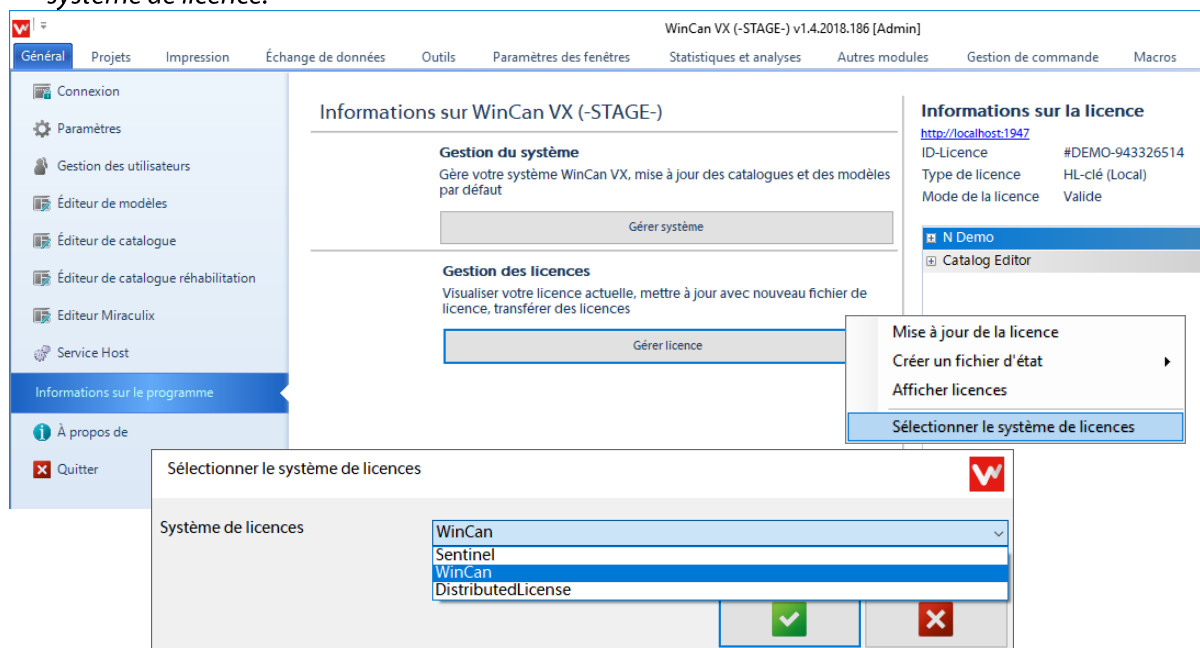 système de licence.
WinCan VX (-STAGE-) v1.4.2018.186 [Admin]
Général Projets Impression Échange de données Outils Paramètres des fenêtres Statistiques et analyses Autres modules Gestion de commande Macros
Connexion
Paramètres
Gestion des utilisateurs
Éditeur de modèles
Éditeur de catalogue
Éditeur de catalogue réhabilitation
Editeur Miraculix
Service Host
Informations sur le programme
À propos de
Quitter
Informations sur WinCan VX (-STAGE-)
Gestion du système
Gère votre système WinCan VX, mise à jour des catalogues et des modèles
par défaut
Gérer système
Gestion des licences
Visualiser votre licence actuelle, mettre à jour avec nouveau fichier de
licence, transférer des licences
Gérer licence
Informations sur la licence
http://localhost:1947
ID-Licence #DEMO-943326514
Type de licence HL-clé (Local)
Mode de la licence Valide
N Demo
Catalog Editor
Mise à jour de la licence
Créer un fichier d'état
Afficher licences
Sélectionner le système de licences
Sélectionner le système de licences
Système de licences
WinCan
Sentinel
WinCan
DistributedLicense